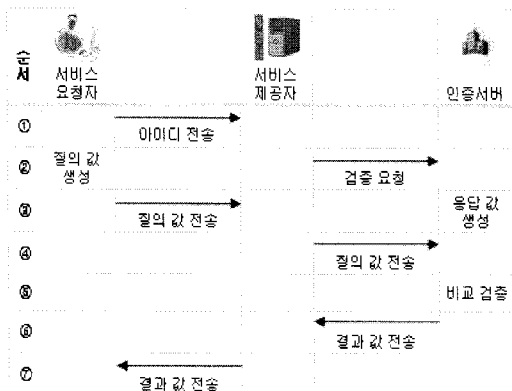 순서
서비스
요청자
서비스
제공자
인증서버
①
아이디 전송
②
질의 값
생성
검증 요청
③
질의 값 전송
응답 값
생성
④
질의 값 전송
⑤
비교 검증
⑥
결과 값 전송
⑦
결과 값 전송